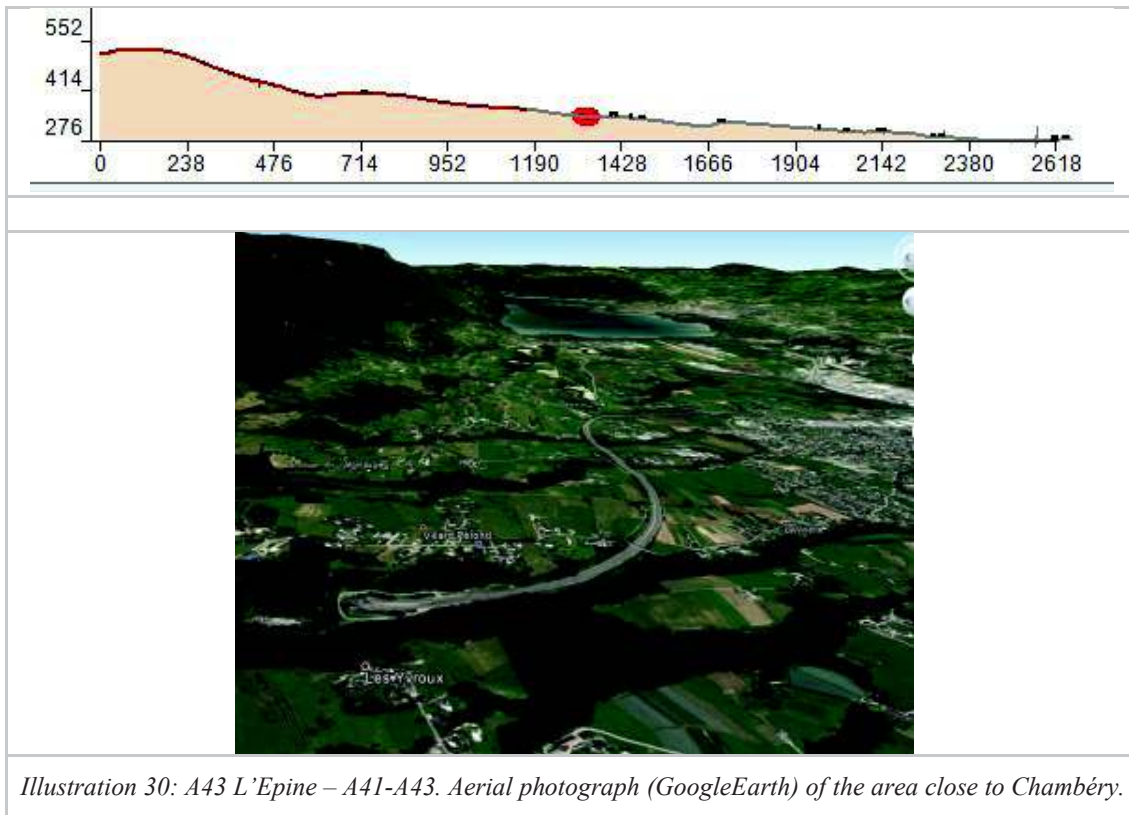 552
414
276
0 238 476 714 952 1190 1428 1666 1904 2142 2380 2618
Les Yvroux
Illustration 30: A43 L'Epine – A41-A43. Aerial photograph (GoogleEarth) of the area close to Chambéry.